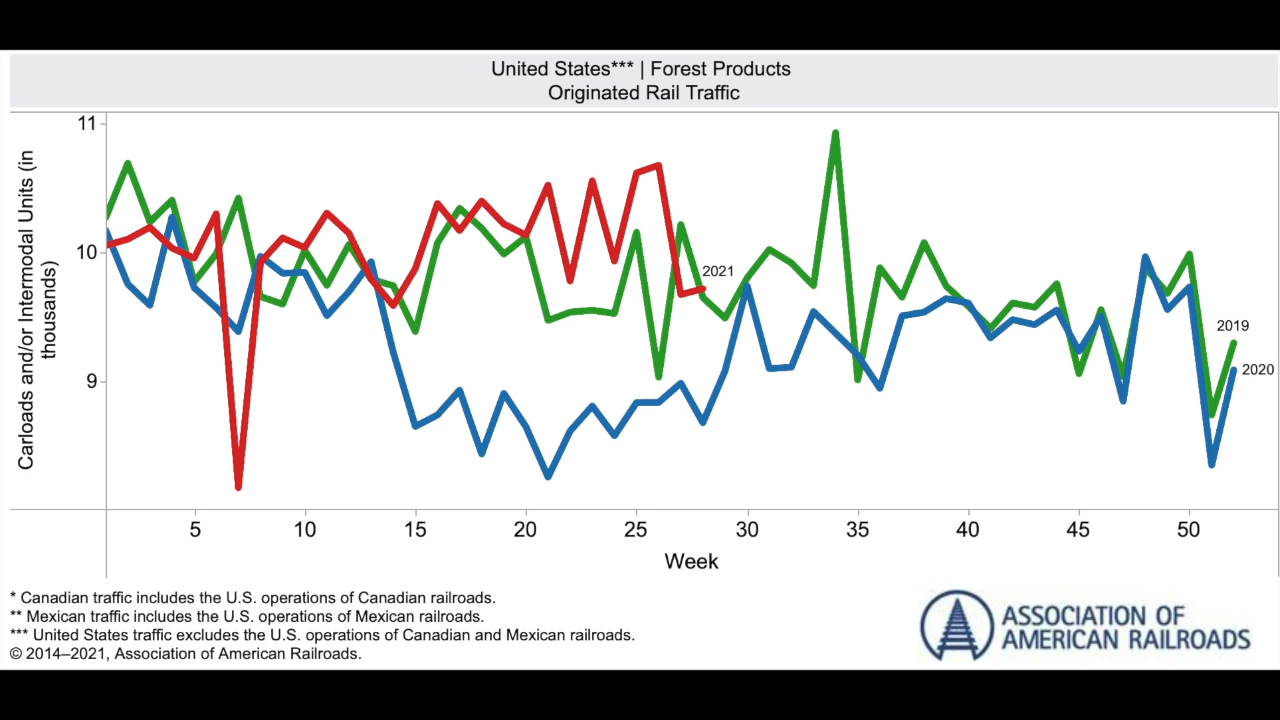 United States*** | Forest Products
Originated Rail Traffic
Carloads and/or Intermodal Units (in
thousands)
11
10
9
2021
2019
2020
5
10
15
20
25
30
35
40
45
50
Week
* Canadian traffic includes the U.S. operations of Canadian railroads.
** Mexican traffic includes the U.S. operations of Mexican railroads.
*** United States traffic excludes the U.S. operations of Canadian and Mexican railroads.
© 2014–2021, Association of American Railroads.
ASSOCIATION OF
AMERICAN RAILROADS